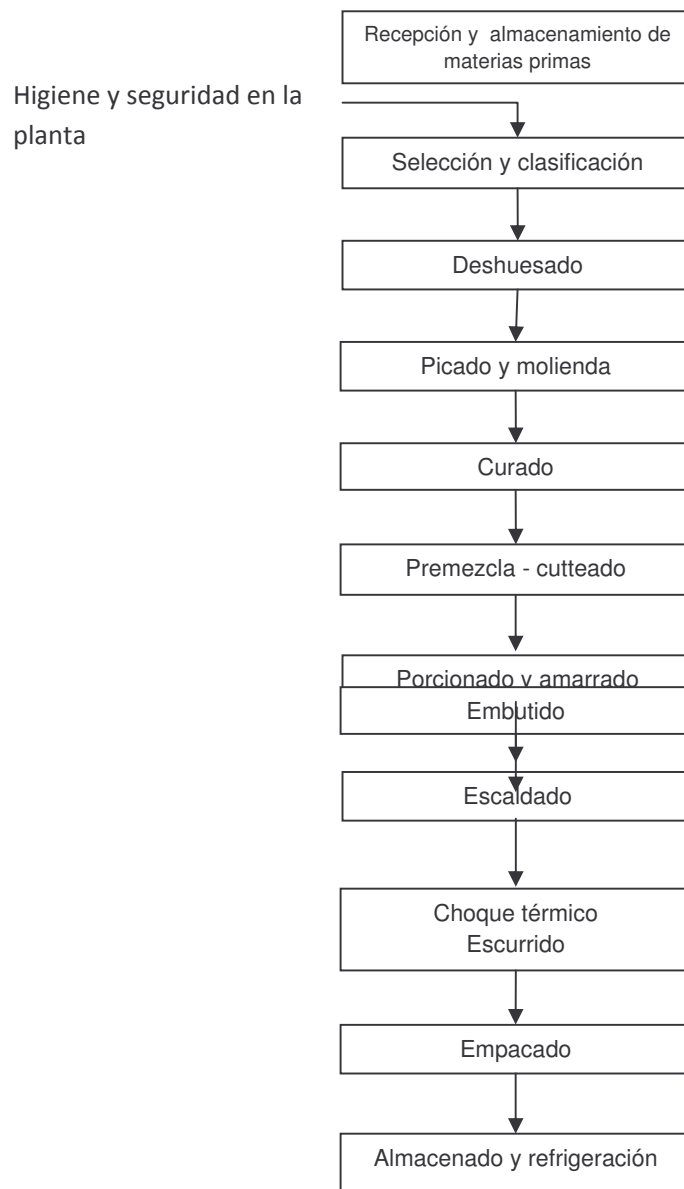 Recepción y almacenamiento de
materias primas
Higiene y seguridad en la
planta
Selección y clasificación
Deshuesado
Picado y molienda
Curado
Premezcla - cutteado
Porcionado y amarrado
Embutido
Escaldado
Choque térmico
Escurrido
Empacado
Almacenado y refrigeración